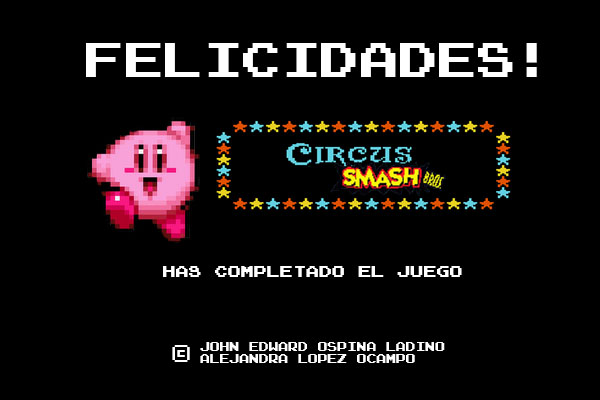 FELICIDADES!
CIRCUS
SMASH BROS
HAS COMPLETADO EL JUEGO
© JOHN EDWARD OSPINA LADINO
ALEJANDRA LOPEZ OCAMPO